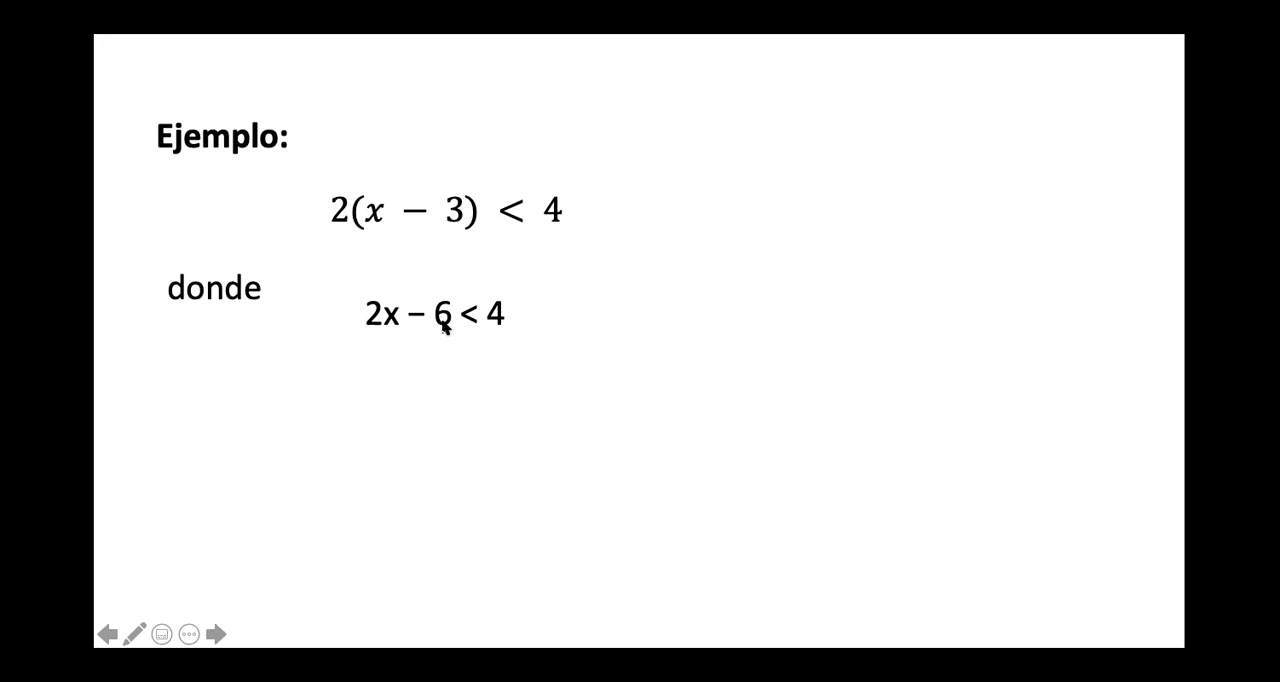 Ejemplo:
2(x − 3) < 4
donde
2x − 6 < 4